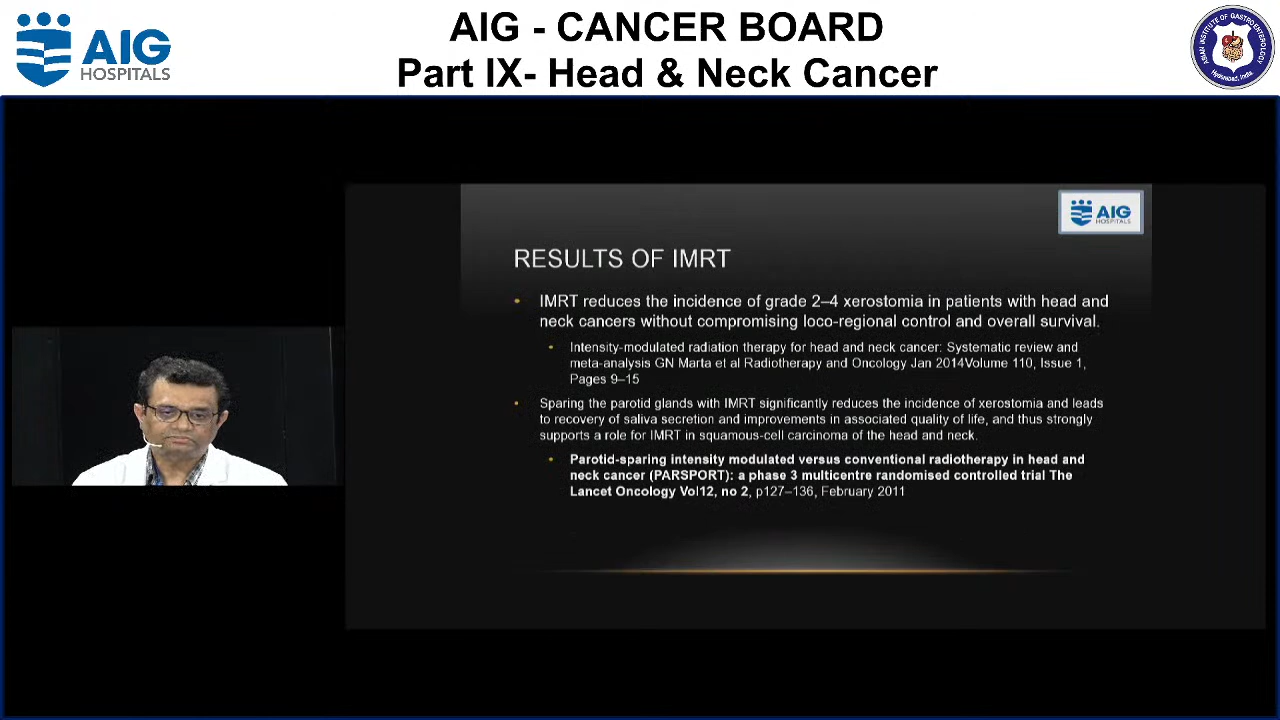 AIG
HOSPITALS
AIG - CANCER BOARD
Part IX- Head & Neck Cancer
ASIAN INSTITUTE OF GASTROENTEROLOGY
Hyderabad, India
AIG
HOSPITALS
RESULTS OF IMRT
• IMRT reduces the incidence of grade 2–4 xerostomia in patients with head and
neck cancers without compromising loco-regional control and overall survival.
• Intensity-modulated radiation therapy for head and neck cancer: Systematic review and
meta-analysis GN Marta et al Radiotherapy and Oncology Jan 2014Volume 110, Issue 1,
Pages 9–15
• Sparing the parotid glands with IMRT significantly reduces the incidence of xerostomia and leads
to recovery of saliva secretion and improvements in associated quality of life, and thus strongly
supports a role for IMRT in squamous-cell carcinoma of the head and neck.
• Parotid-sparing intensity modulated versus conventional radiotherapy in head and
neck cancer (PARSPORT): a phase 3 multicentre randomised controlled trial The
Lancet Oncology Vol12, no 2, p127–136, February 2011